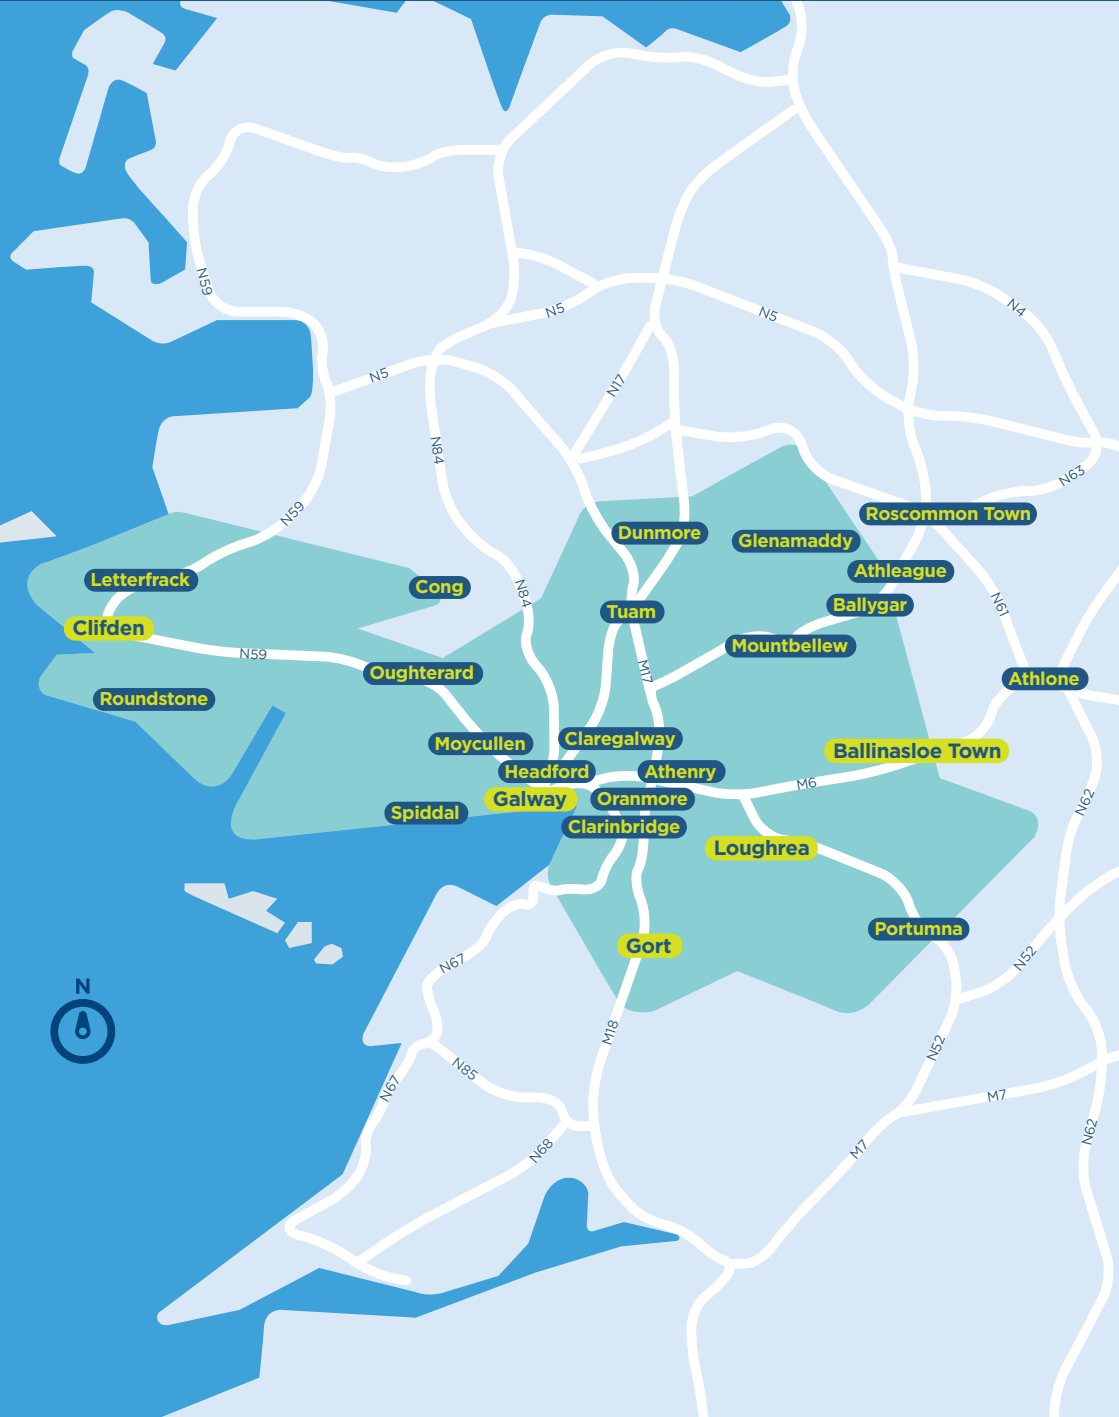 N59
N5
N5
N4
N5
N17
N84
N63
N59
Roscommon Town
Dunmore
Glenamaddy
Athleague
Letterfrack
Cong
N84
N61
Ballygar
Tuam
Clifden
Mountbellew
N59
Oughterard
M17
Athlone
Roundstone
Moycullen
Claregalway
Ballinasloe Town
Headford
Athenry
M6
Galway
Oranmore
N62
Spiddal
Clarinbridge
Loughrea
Portumna
Gort
N67
N52
N
M18
N52
N85
N67
M7
N62
N68
M7